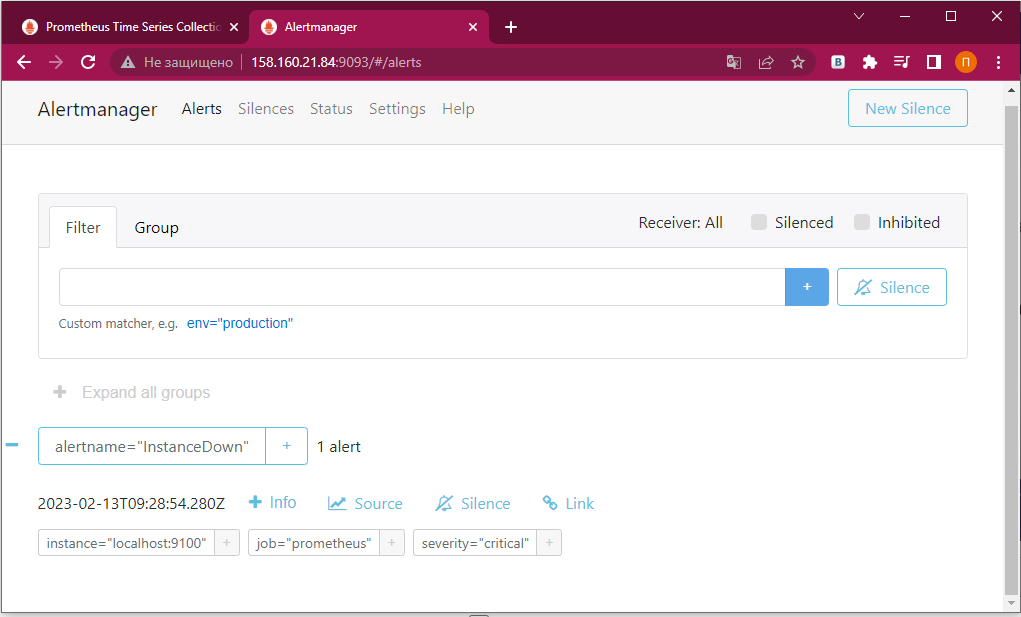 Prometheus Time Series Collectio
Alertmanager
Не защищено 158.160.21.84:9093/#/alerts
B
П
Alertmanager Alerts Silences Status Settings Help New Silence
Filter Group Receiver: All Silenced Inhibited
+ Silence
Custom matcher, e.g. env="production"
+ Expand all groups
alertname="InstanceDown" + 1 alert
2023-02-13T09:28:54.280Z + Info Source Silence Link
instance="localhost:9100" + job="prometheus" + severity="critical" +